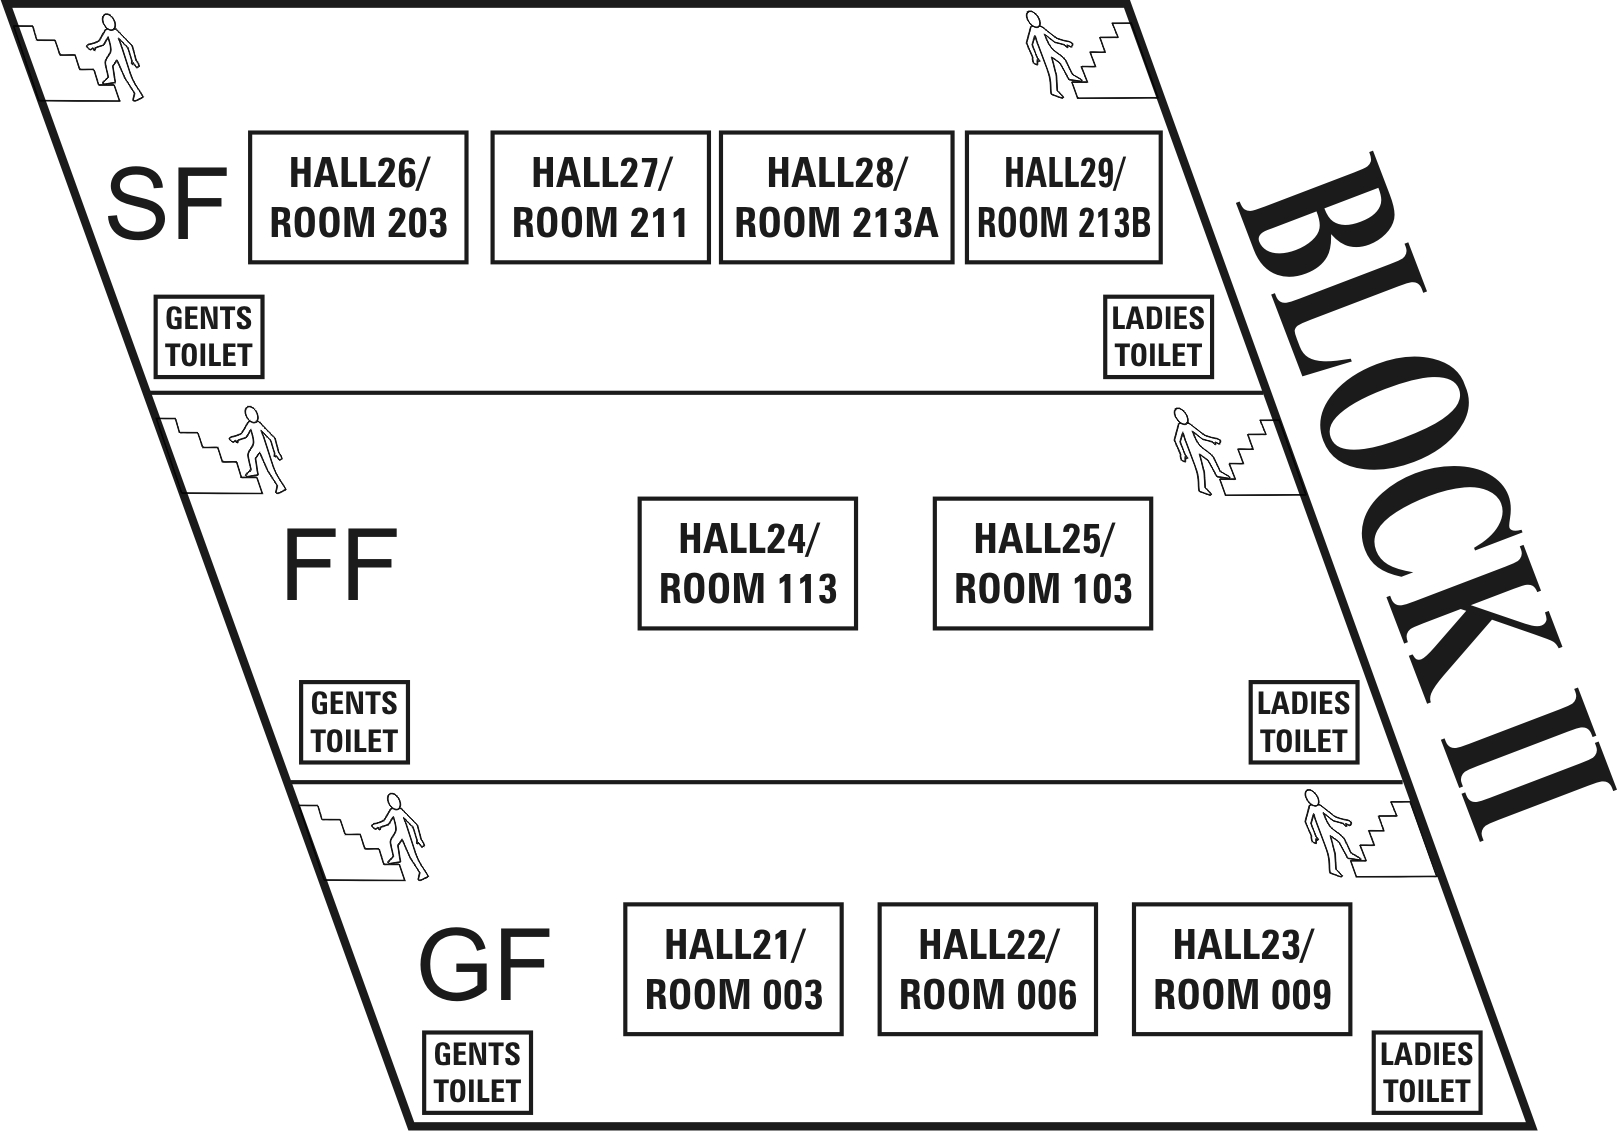 SF
HALL26/
ROOM 203
HALL27/
ROOM 211
HALL28/
ROOM 213A
HALL29/
ROOM 213B
GENTS
TOILET
LADIES
TOILET
BLOCK II
FF
HALL24/
ROOM 113
HALL25/
ROOM 103
GENTS
TOILET
LADIES
TOILET
GF
HALL21/
ROOM 003
HALL22/
ROOM 006
HALL23/
ROOM 009
GENTS
TOILET
LADIES
TOILET